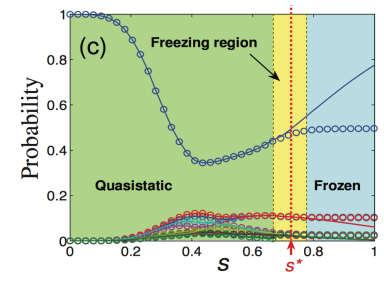 (c)
Freezing region
Probability
Quasistatic
Frozen
1
0.8
0.6
0.4
0.2
0
0
0.2
0.4
0.6
0.8
1
s
s*